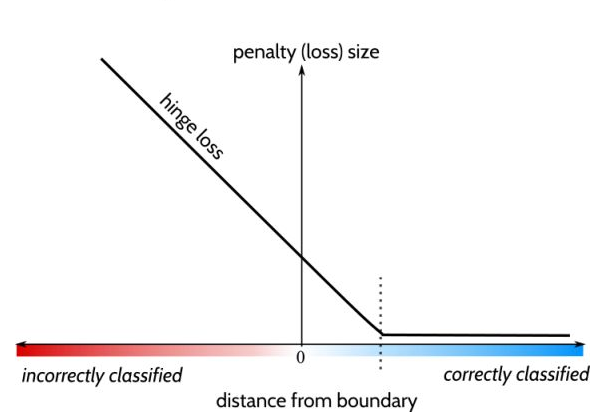 penalty (loss) size
hinge loss
0
incorrectly classified
correctly classified
distance from boundary